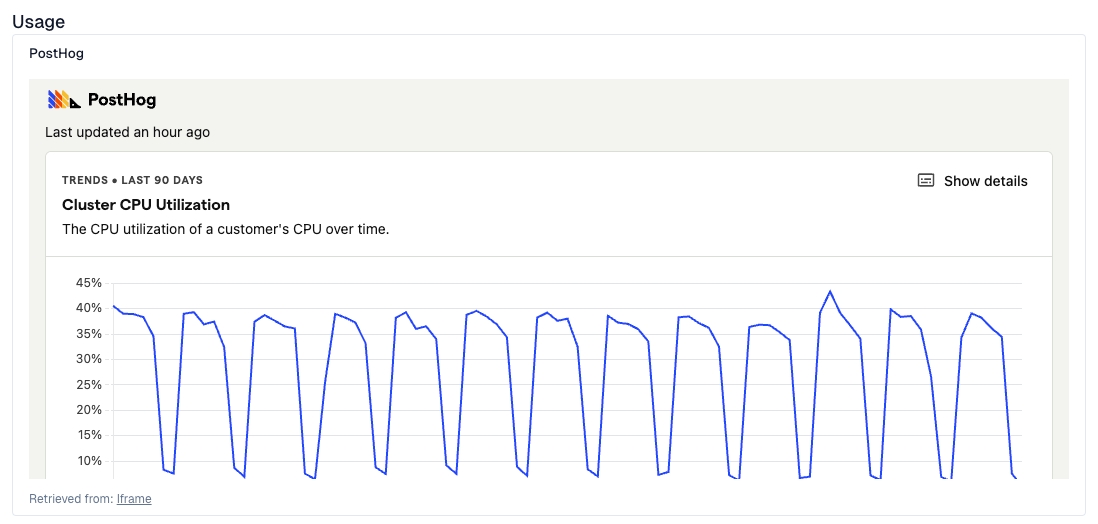 Usage
PostHog
PostHog
Last updated an hour ago
TRENDS • LAST 90 DAYS
Show details
Cluster CPU Utilization
The CPU utilization of a customer's CPU over time.
45%
40%
35%
30%
25%
20%
15%
10%
Retrieved from: Iframe